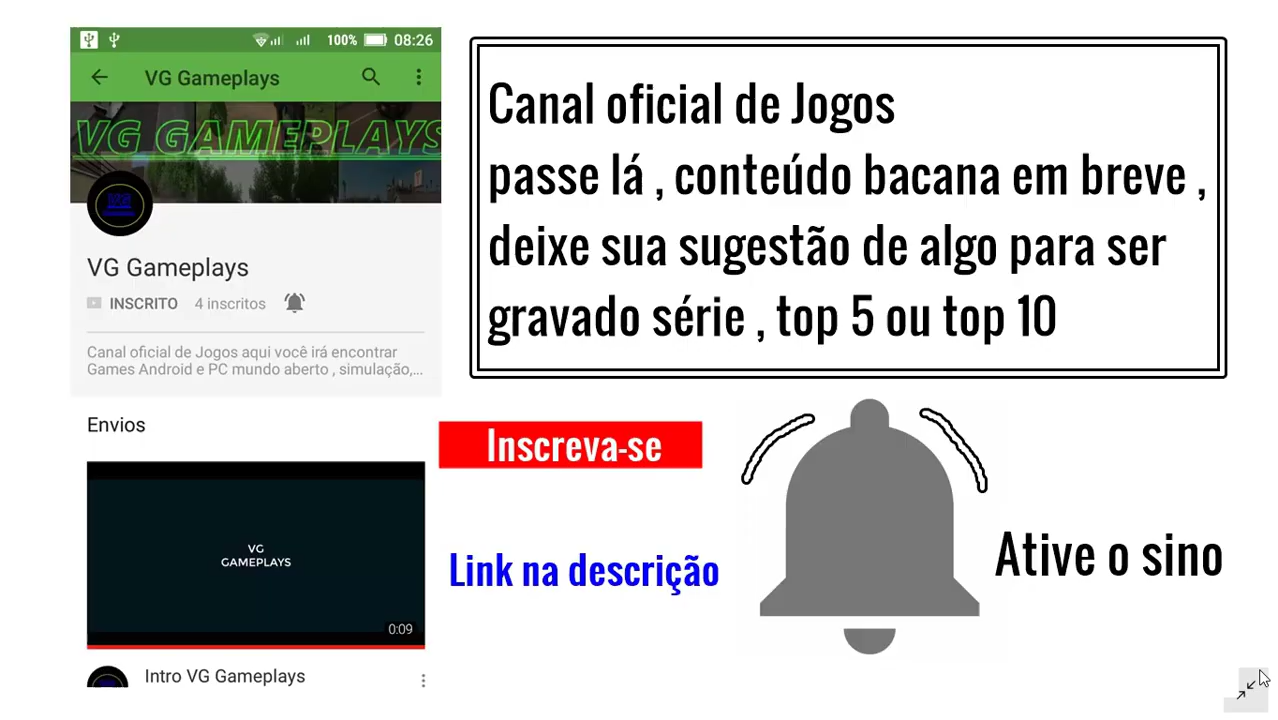 100% 08:26
VG Gameplays
VG GAMEPLAYS
VG Gameplays
INSCRITO 4 inscritos
Canal oficial de Jogos aqui você irá encontrar
Games Android e PC mundo aberto , simulação,...
Envios
VG
GAMEPLAYS
0:09
Intro VG Gameplays
Canal oficial de Jogos
passe lá , conteúdo bacana em breve ,
deixe sua sugestão de algo para ser
gravado série , top 5 ou top 10
Inscreva-se
Link na descrição
Ative o sino